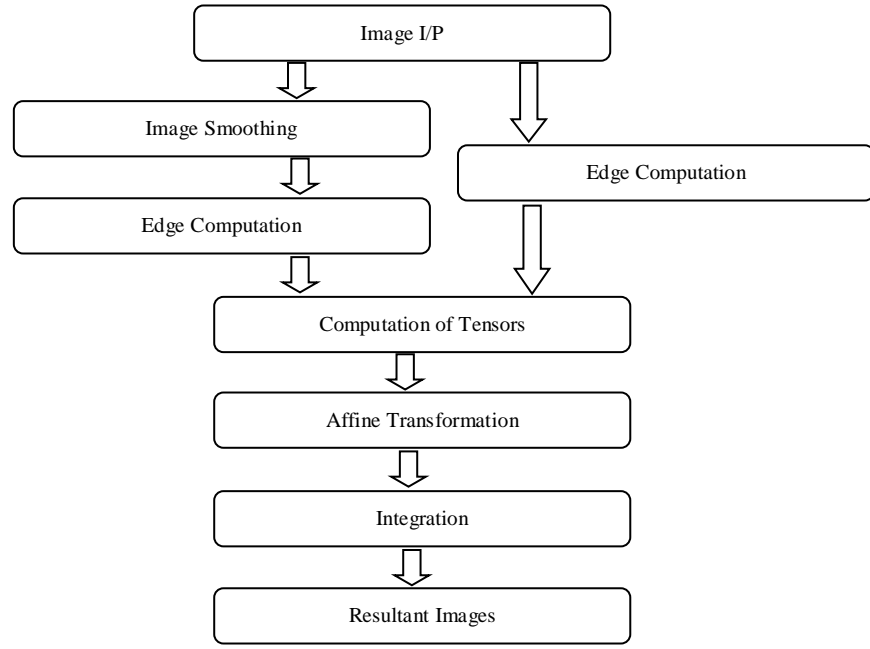 Image I/P
Image Smoothing
Edge Computation
Edge Computation
Computation of Tensors
Affine Transformation
Integration
Resultant Images